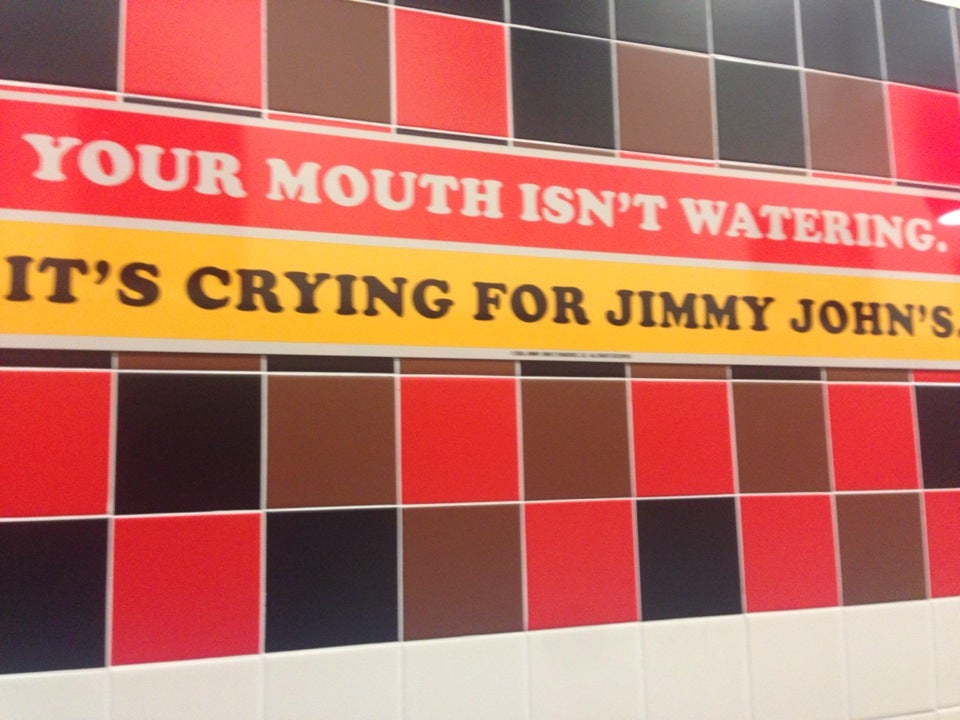 YOUR MOUTH ISN'T WATERING.
IT'S CRYING FOR JIMMY JOHN'S.